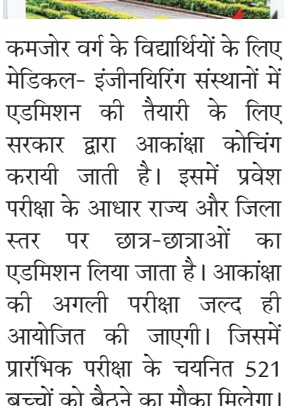 कमजोर वर्ग के विद्यार्थियों के लिए
मेडिकल- इंजीनयिरिंग संस्थानों में
एडमिशन की तैयारी के लिए
सरकार द्वारा आकांक्षा कोचिंग
करायी जाती है। इसमें प्रवेश
परीक्षा के आधार राज्य और जिला
स्तर पर छात्र-छात्राओं का
एडमिशन लिया जाता है। आकांक्षा
की अगली परीक्षा जल्द ही
आयोजित की जाएगी। जिसमें
प्रारंभिक परीक्षा के चयनित 521
बच्चों को बैठने का मौका मिलेगा।